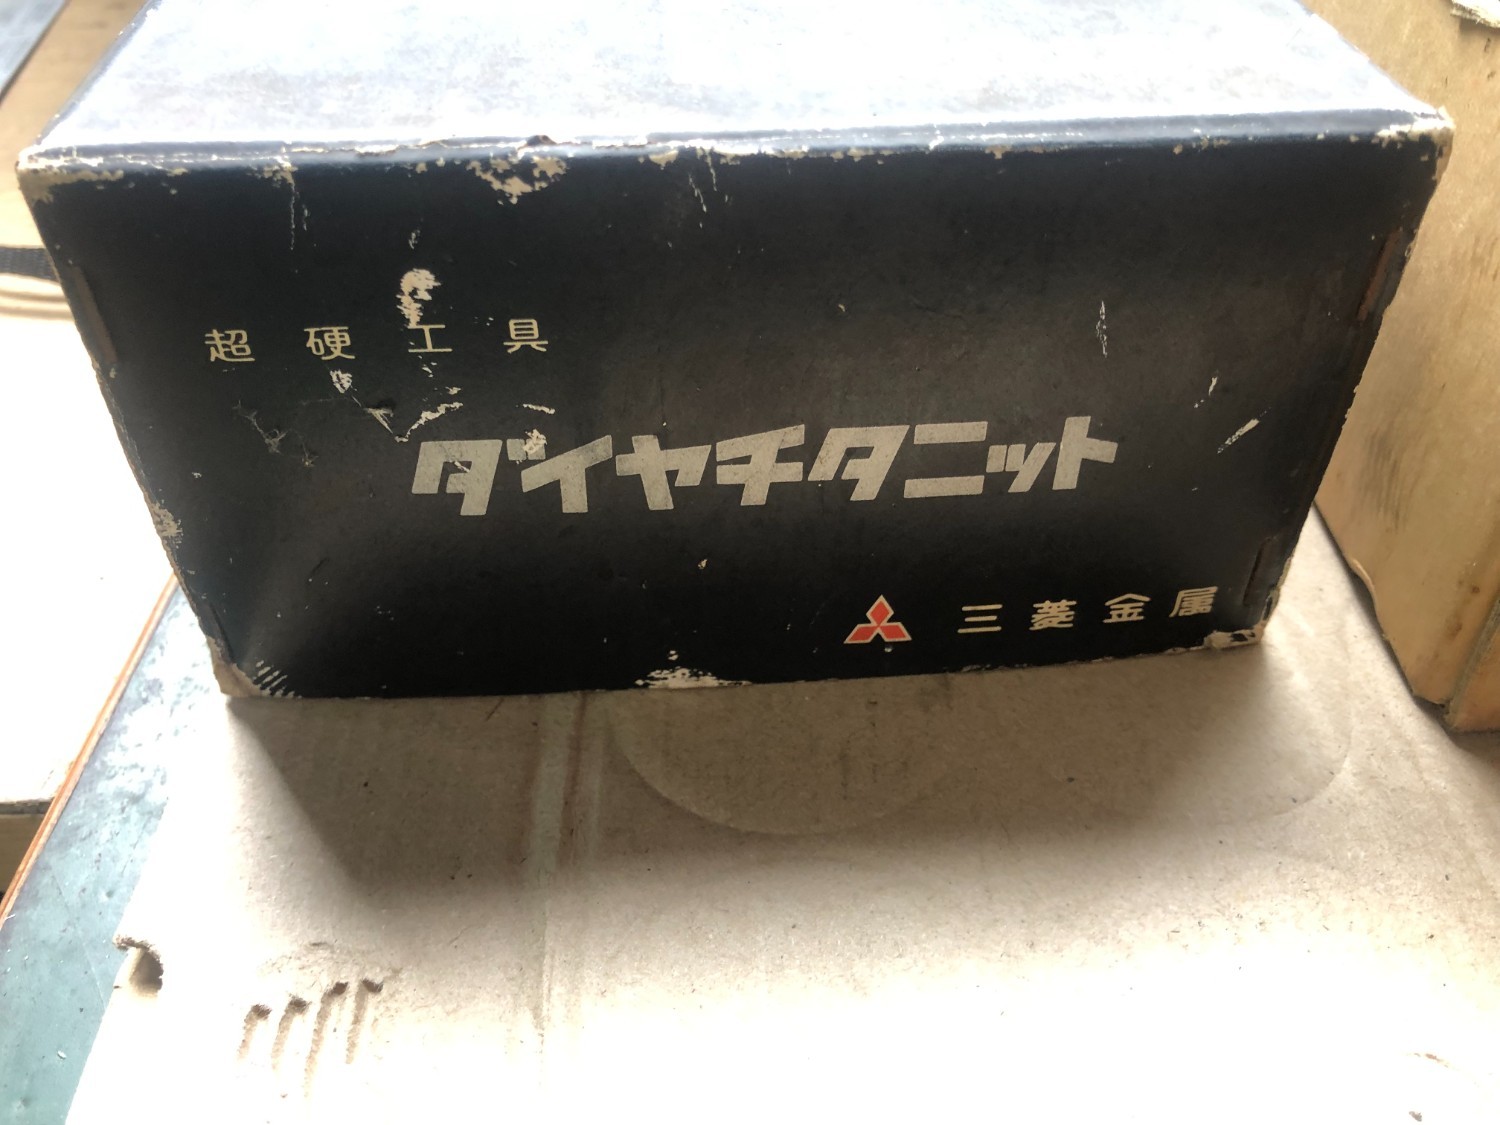 超硬工具
ダイヤチタニット
三菱金属